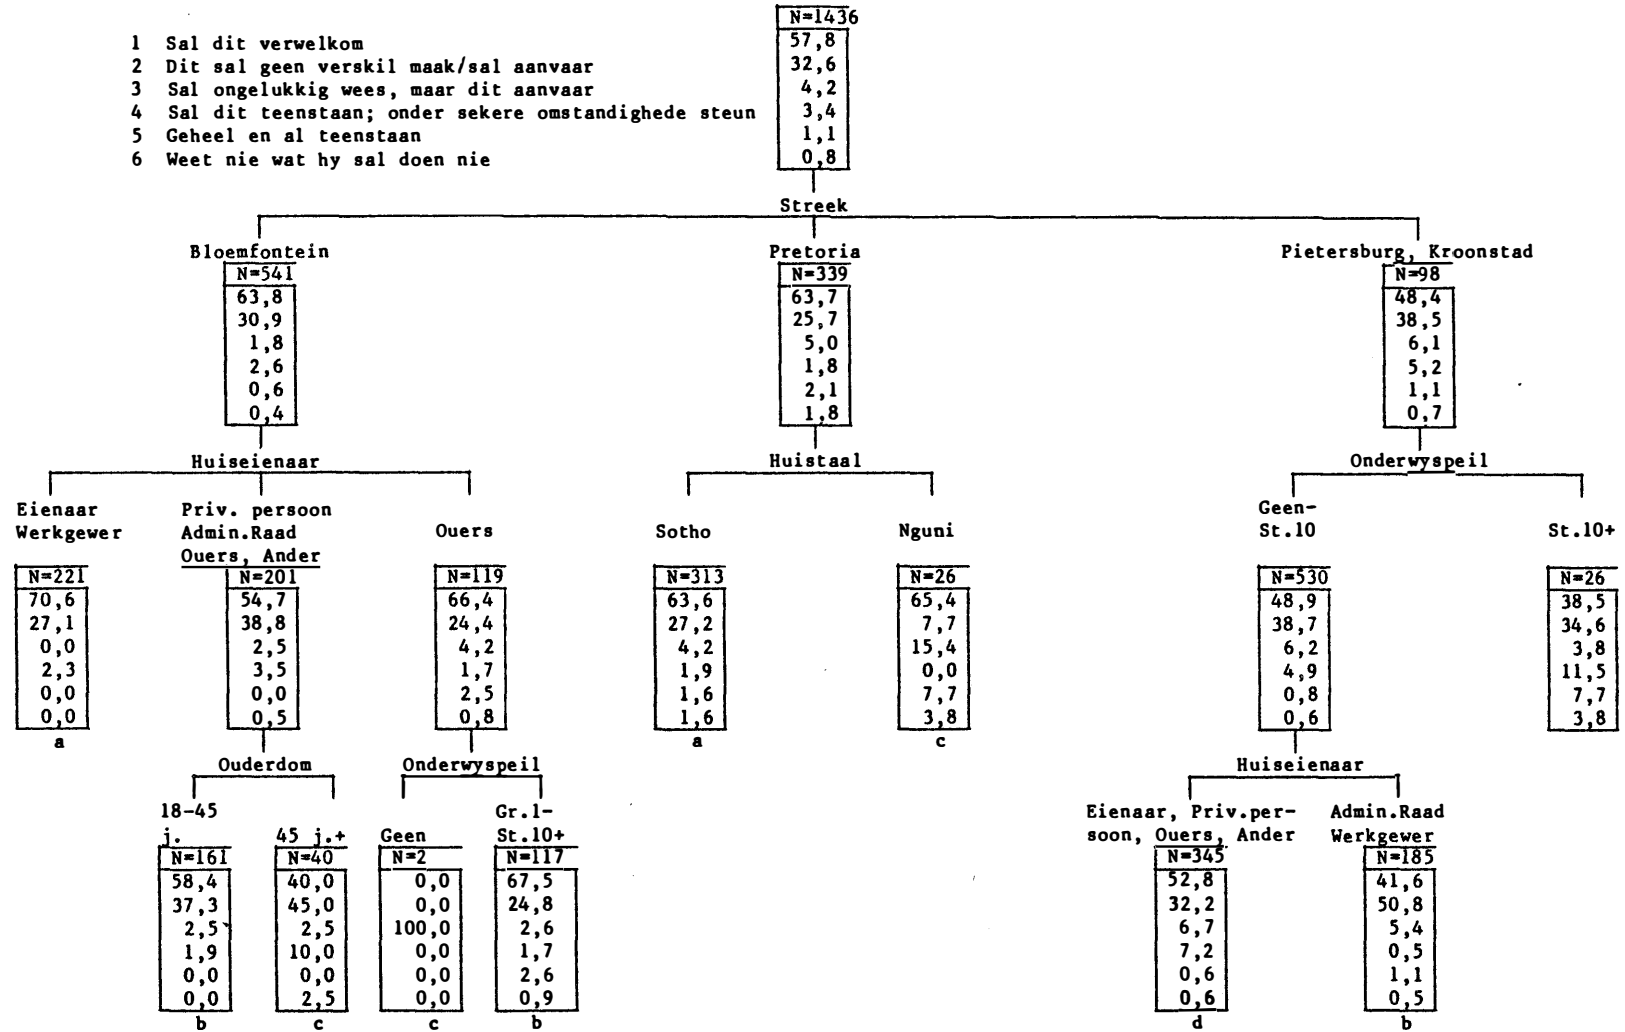 N=1436
57,8
32,6
4,2
3,4
1,1
0,8
1 Sal dit verwelkom
2 Dit sal geen verskil maak/sal aanvaar
3 Sal ongelukkig wees, maar dit aanvaar
4 Sal dit teenstaan; onder sekere omstandighede steun
5 Geheel en al teenstaan
6 Weet nie wat hy sal doen nie
Streek
Bloemfontein
N=541
63,8
30,9
1,8
2,6
0,6
0,4
Pretoria
N=339
63,7
25,7
5,0
1,8
2,1
1,8
Pietersburg, Kroonstad
N=98
48,4
38,5
6,1
5,2
1,1
0,7
Huiseienaar
Huistaal
Onderwyspeil
Eienaar
Werkgewer
N=221
70,6
27,1
0,0
2,3
0,0
0,0
a
Priv. persoon
Admin.Raad
Ouers, Ander
N=201
54,7
38,8
2,5
3,5
0,0
0,5
Ouers
N=119
66,4
24,4
4,2
1,7
2,5
0,8
Sotho
N=313
63,6
27,2
4,2
1,9
1,6
1,6
a
Nguni
N=26
65,4
7,7
15,4
0,0
7,7
3,8
c
Geen-
St.10
N=530
48,9
38,7
6,2
4,9
0,8
0,6
St.10+
N=26
38,5
34,6
3,8
11,5
7,7
3,8
Ouderdom
Onderwyspeil
Huiseienaar
18-45
j.
N=161
58,4
37,3
2,5
1,9
0,0
0,0
b
45 j.+
N=40
40,0
45,0
2,5
10,0
0,0
2,5
c
Geen
N=2
0,0
0,0
100,0
0,0
0,0
0,0
c
Gr.1-
St.10+
N=117
67,5
24,8
2,6
1,7
2,6
0,9
b
Eienaar, Priv.per-
soon, Ouers, Ander
N=345
52,8
32,2
6,7
7,2
0,6
0,6
d
Admin.Raad
Werkgewer
N=185
41,6
50,8
5,4
0,5
1,1
0,5
b